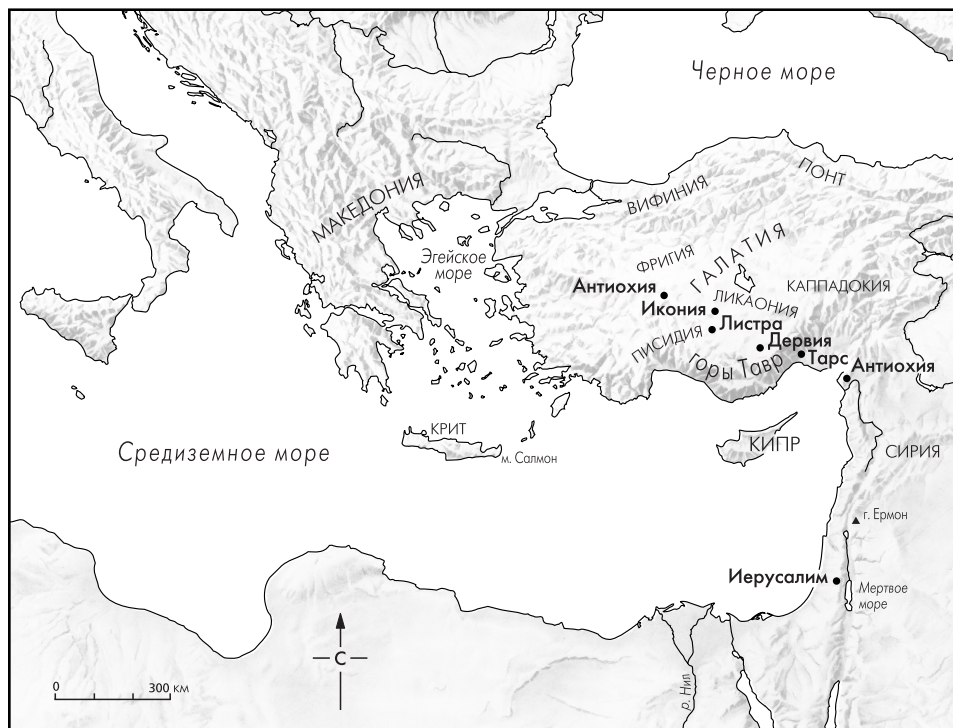 Черное море
ПОНТ
ВИФИНИЯ
МАКЕДОНИЯ
Эгейское
море
ФРИГИЯ
ГАЛАТИЯ
КАППАДОКИЯ
Антиохия
ЛИКАОНИЯ
Икония
Листра
ПИСИДИЯ
Дервия
горы Тавр
Тарс
Антиохия
КРИТ
м. Салмон
КИПР
СИРИЯ
Средиземное море
г. Ермон
Иерусалим
Мертвое
море
С
0 300 км
р. Нил